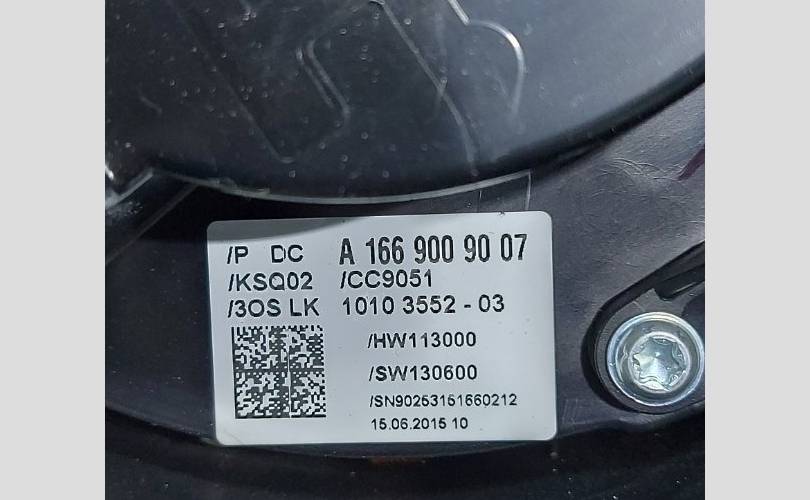 /P DC A 166 900 90 07
/KSQ02 /CC9051
/3OS LK 1010 3552 - 03
/HW113000
/SW130600
/SN90253151660212
15.06.2015 10